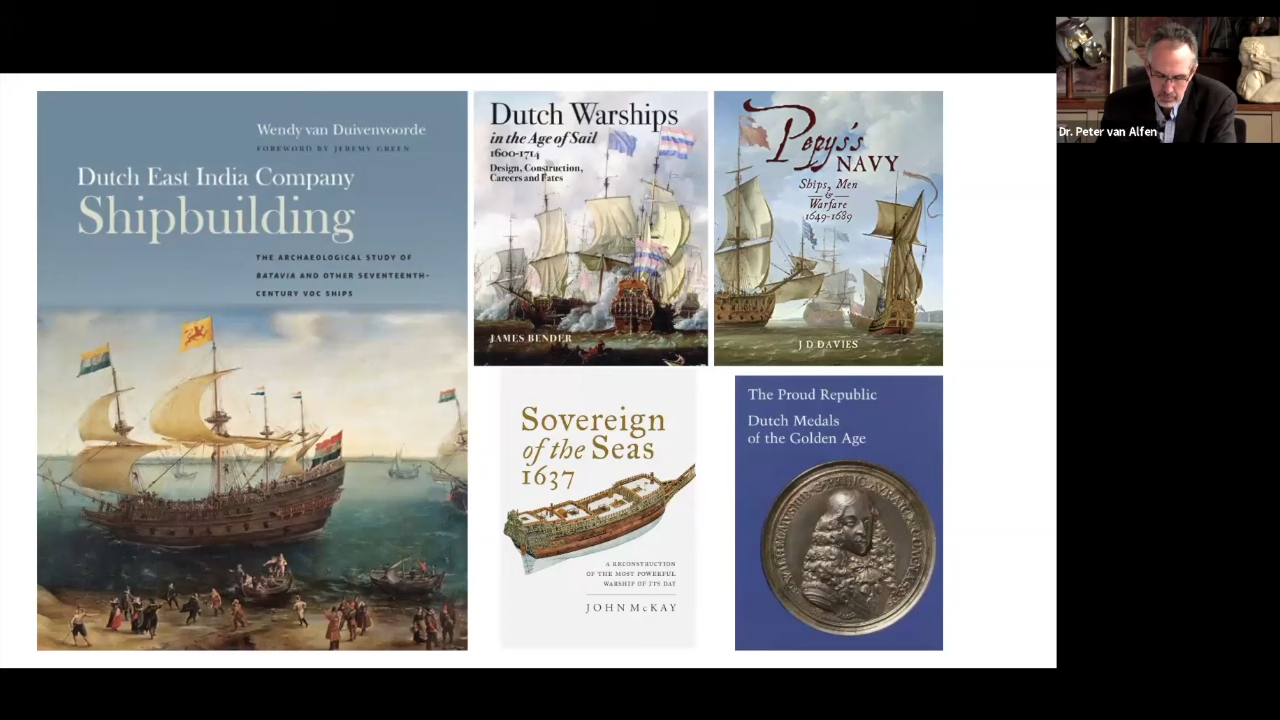 Wendy van Duivenvoorde
FOREWORD BY JEREMY GREEN
Dutch East India Company
Shipbuilding
THE ARCHAEOLOGICAL STUDY OF
BATAVIA AND OTHER SEVENTEENTH-
CENTURY VOC SHIPS
Dutch Warships
in the Age of Sail
1600-1714
Design, Construction,
Careers and Fates
JAMES BENDER
Pepys's
NAVY
Ships, Men
&
Warfare
1649-1689
J D DAVIES
Sovereign
of the Seas
1637
A RECONSTRUCTION
OF THE MOST POWERFUL
WARSHIP OF ITS DAY
JOHN McKAY
The Proud Republic
Dutch Medals
of the Golden Age
Dr. Peter van Alfen